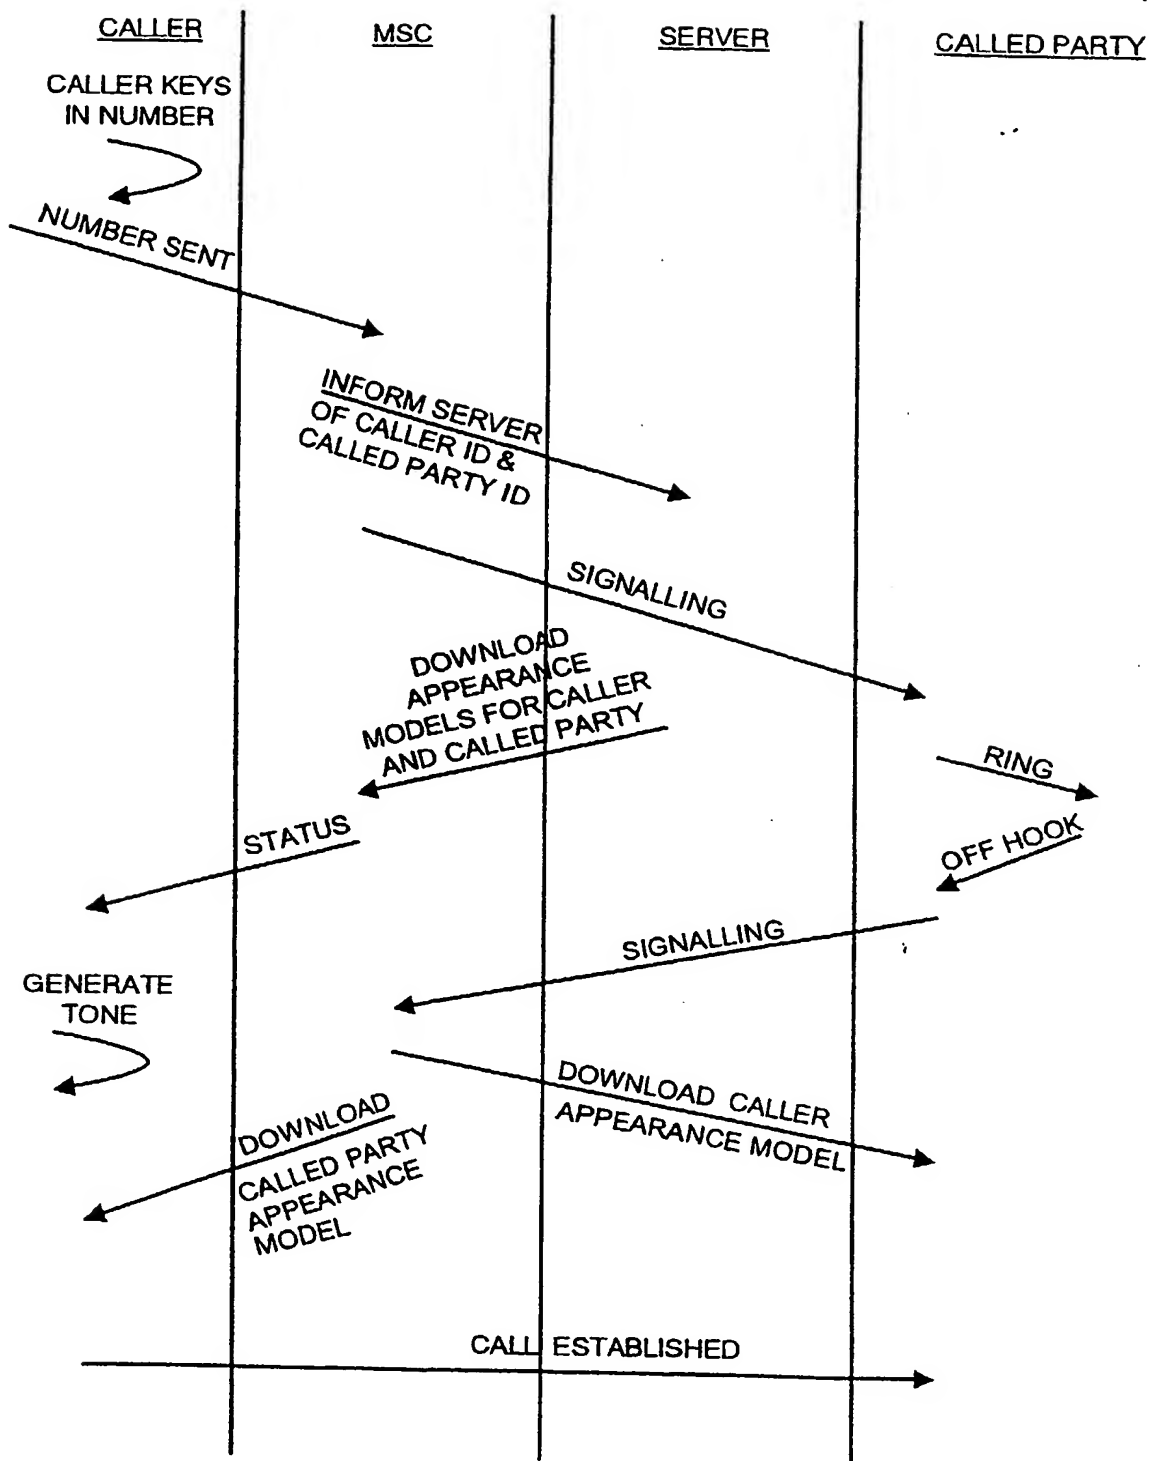 CALLER
MSC
SERVER
CALLED PARTY
CALLER KEYS
IN NUMBER
NUMBER SENT
INFORM SERVER
OF CALLER ID &
CALLED PARTY ID
SIGNALLING
DOWNLOAD
APPEARANCE
MODELS FOR CALLER
AND CALLED PARTY
RING
STATUS
OFF HOOK
SIGNALLING
GENERATE
TONE
DOWNLOAD CALLER
APPEARANCE MODEL
DOWNLOAD
CALLED PARTY
APPEARANCE
MODEL
CALL ESTABLISHED